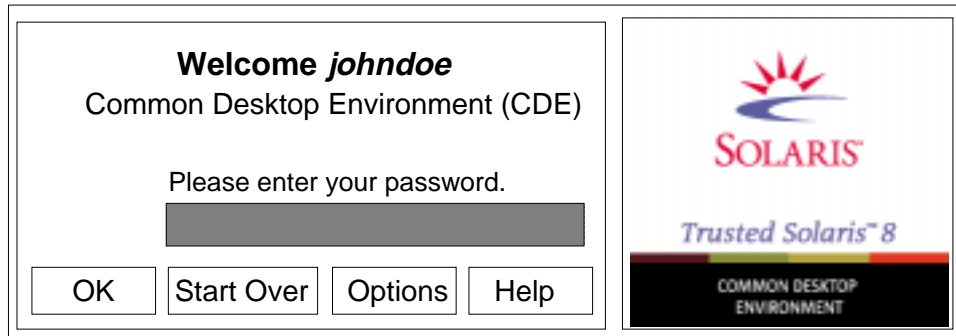 Welcome johndoe
Common Desktop Environment (CDE)
Please enter your password.
OK
Start Over
Options
Help
SOLARIS™
Trusted Solaris™ 8
COMMON DESKTOP
ENVIRONMENT